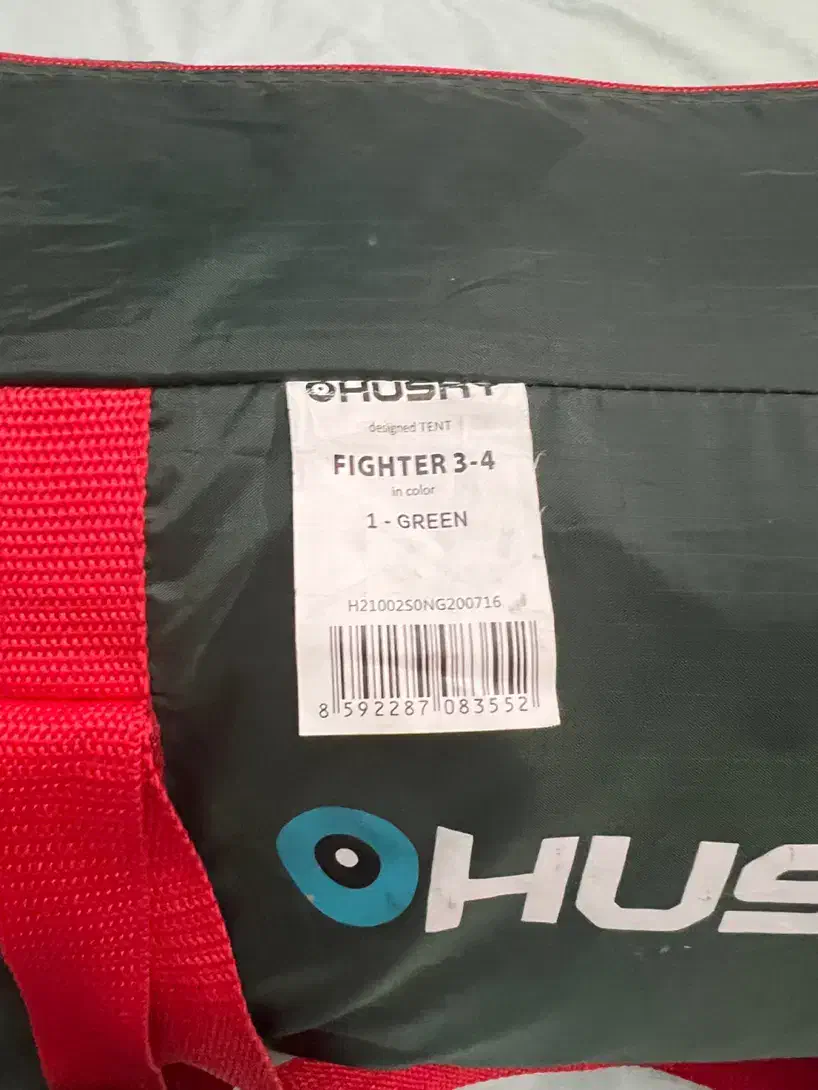 HUSKY
designed TENT
FIGHTER 3-4
in color
1 - GREEN
H21002S0NG200716
8 592287 083552
HUS